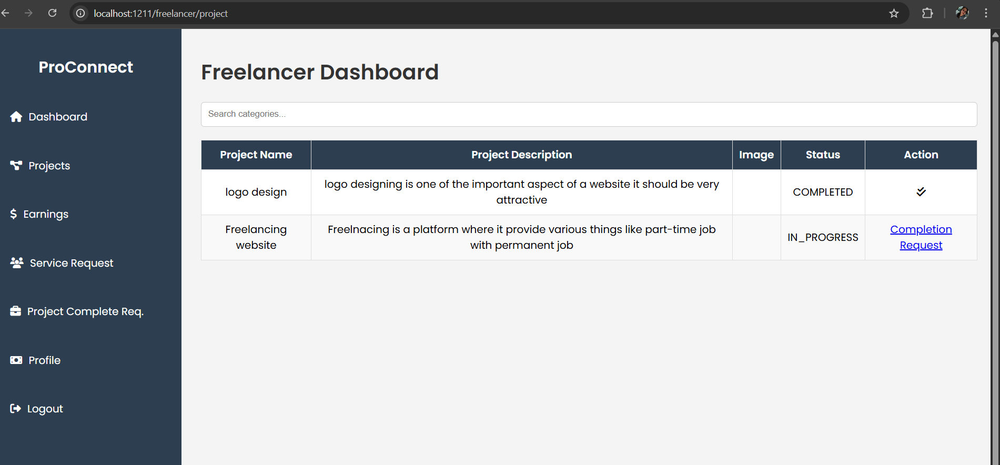 localhost:1211/freelancer/project
ProConnect
Dashboard
Projects
Earnings
Service Request
Project Complete Req.
Profile
Logout
Freelancer Dashboard
Search categories...
Project Name Project Description Image Status Action
logo design
logo designing is one of the important aspect of a website it should be very
attractive
COMPLETED
Freelancing
website
Freelnacing is a platform where it provide various things like part-time job
with permanent job
IN_PROGRESS
Completion
Request